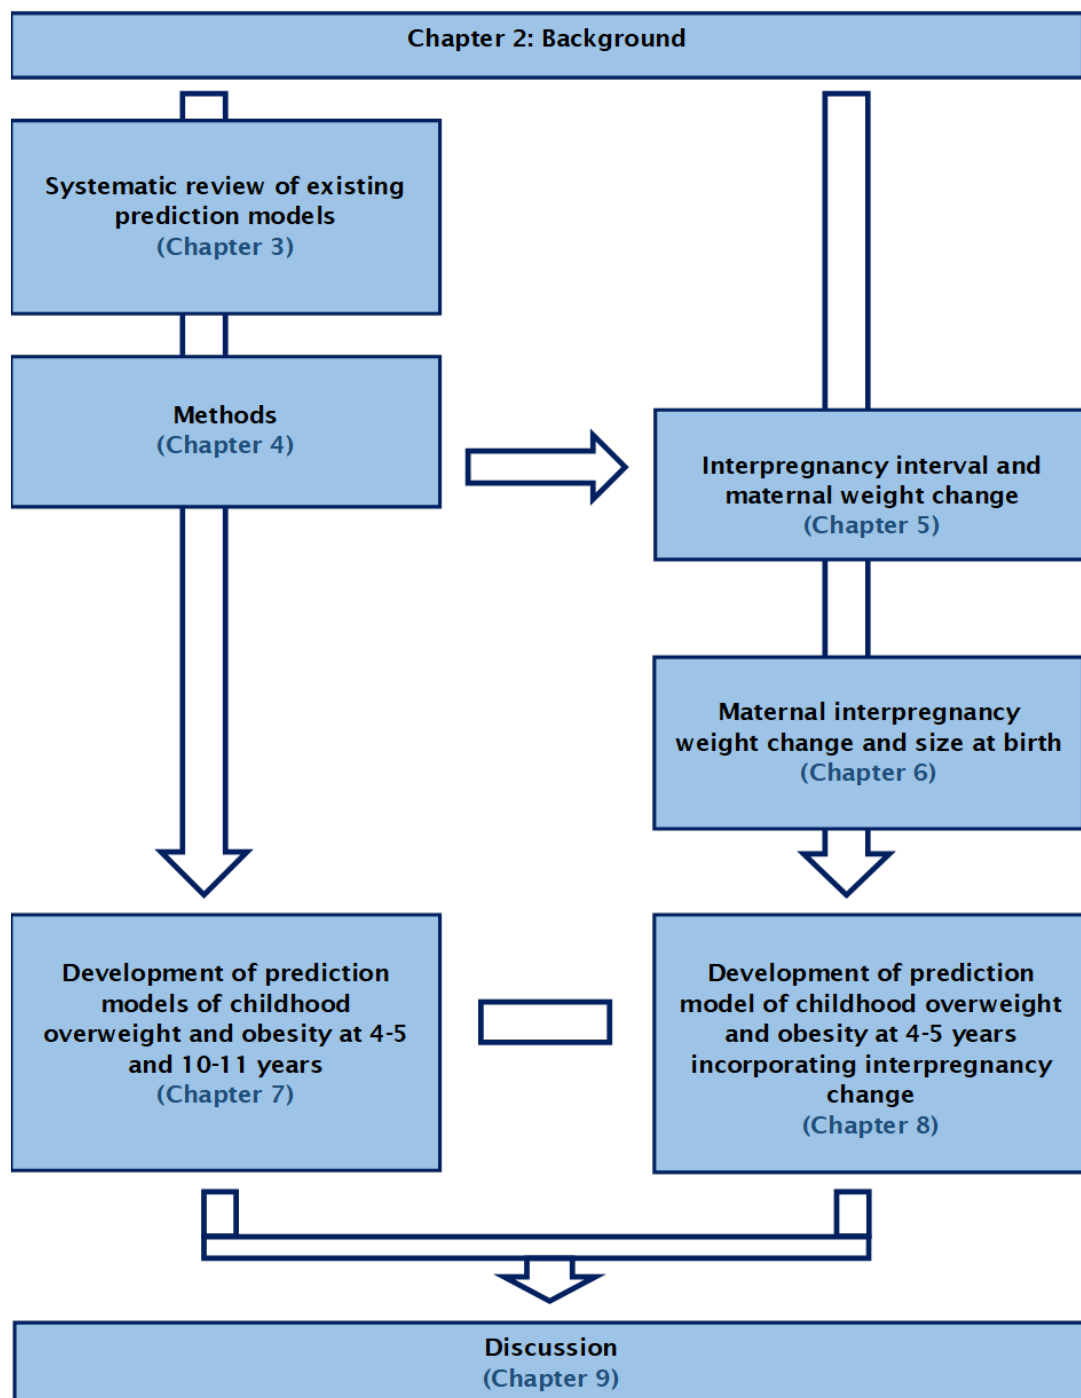 Chapter 2: Background
Systematic review of existing
prediction models
(Chapter 3)
Methods
(Chapter 4)
Interpregnancy interval and
maternal weight change
(Chapter 5)
Maternal interpregnancy
weight change and size at birth
(Chapter 6)
Development of prediction
models of childhood
overweight and obesity at 4-5
and 10-11 years
(Chapter 7)
Development of prediction
model of childhood overweight
and obesity at 4-5 years
incorporating interpregnancy
change
(Chapter 8)
Discussion
(Chapter 9)